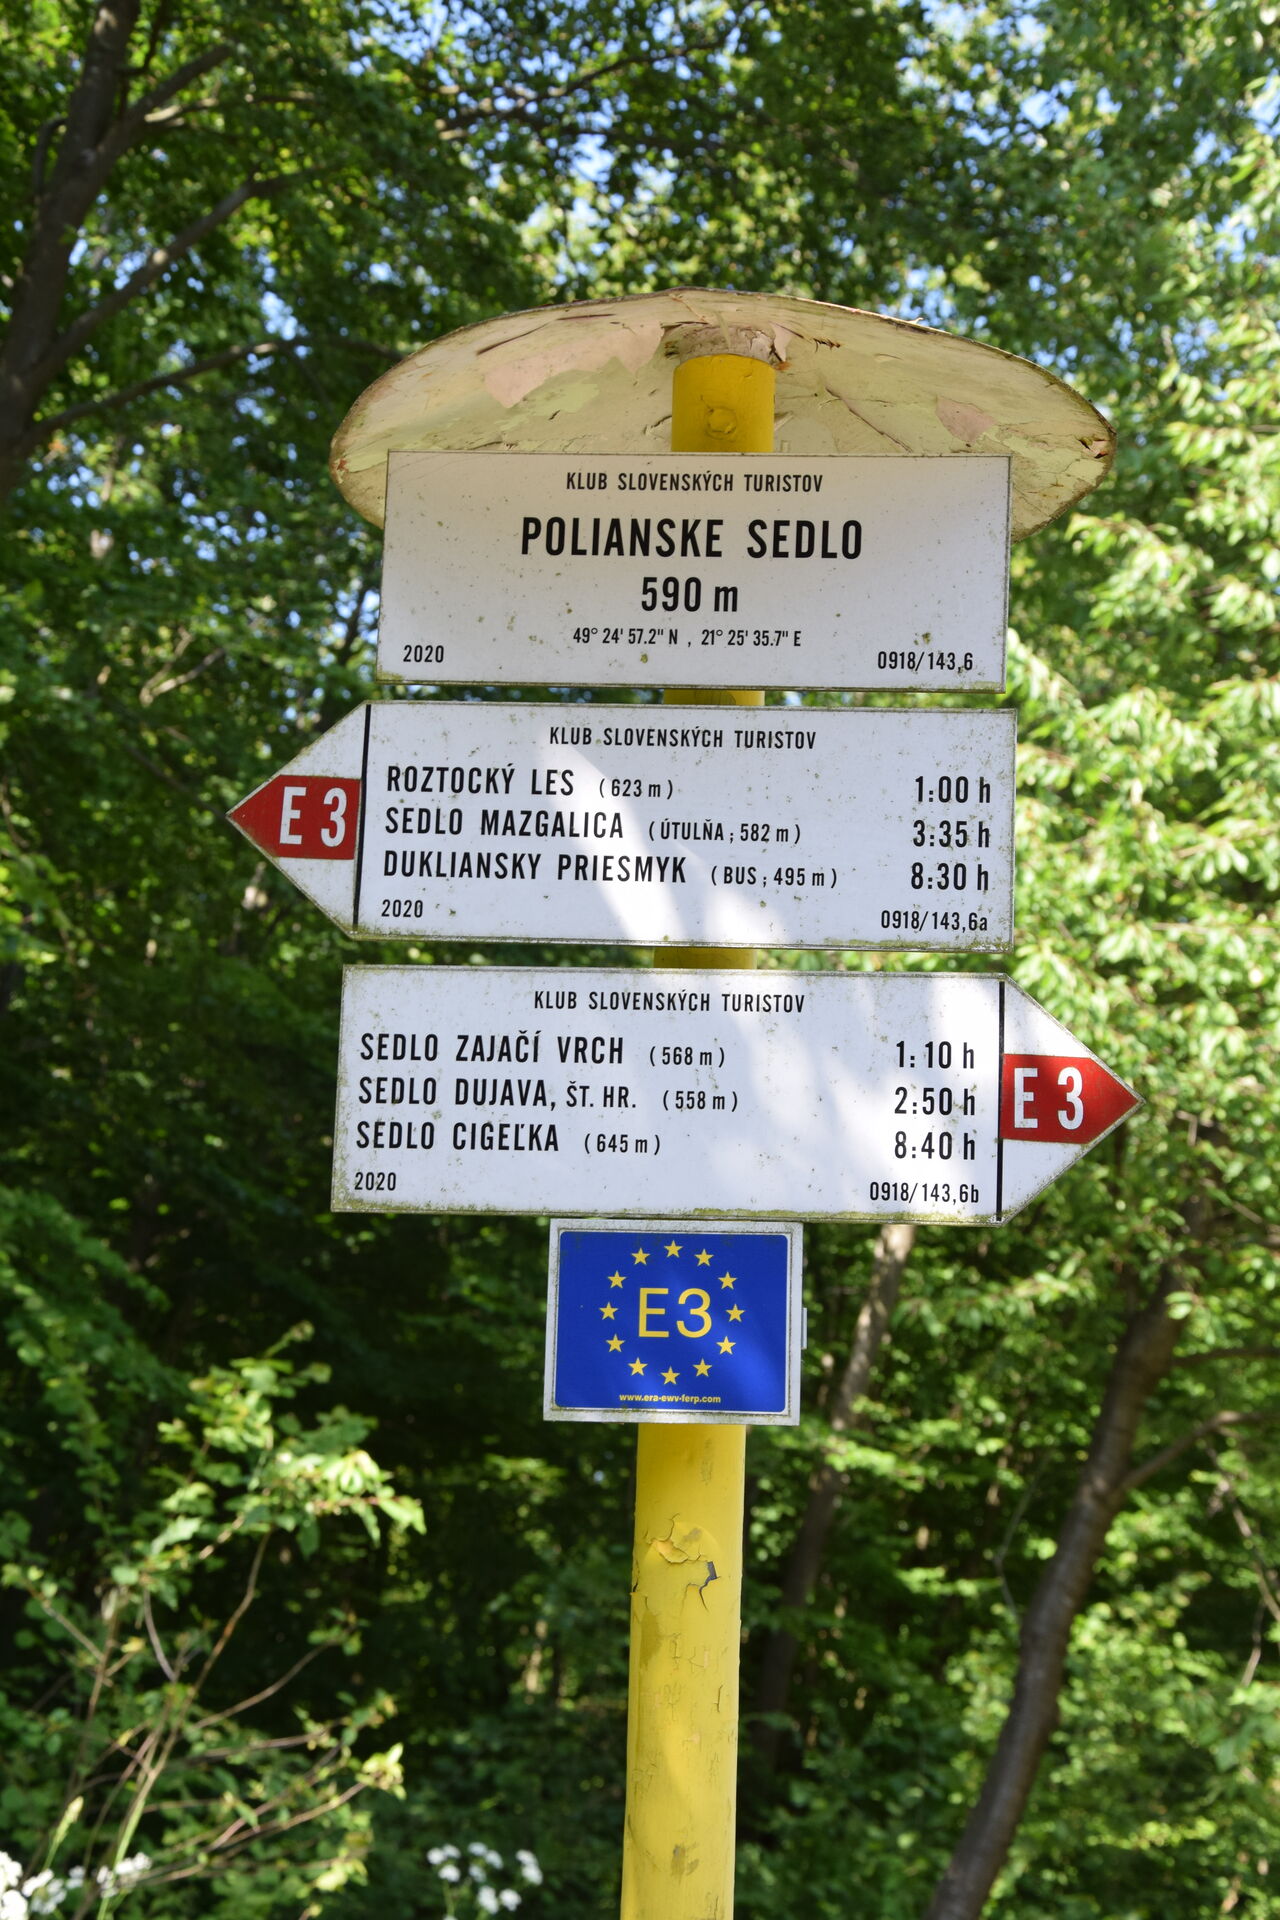 KLUB SLOVENSKÝCH TURISTOV
POLIANSKE SEDLO
590 m
49° 24' 57.2" N , 21° 25' 35.7" E
2020 0918/143,6
KLUB SLOVENSKÝCH TURISTOV
E 3
ROZTOCKÝ LES (623 m) 1:00 h
SEDLO MAZGALICA (ÚTULŇA ; 582 m) 3:35 h
DUKLIANSKY PRIESMYK (BUS ; 495 m) 8:30 h
2020 0918/143,6a
KLUB SLOVENSKÝCH TURISTOV
SEDLO ZAJAČÍ VRCH (568 m) 1:10 h
SEDLO DUJAVA, ŠT. HR. (558 m) 2:50 h
SEDLO CIGEĽKA (645 m) 8:40 h
E 3
2020 0918/143,6b
E3
www.era-ewv-ferp.com